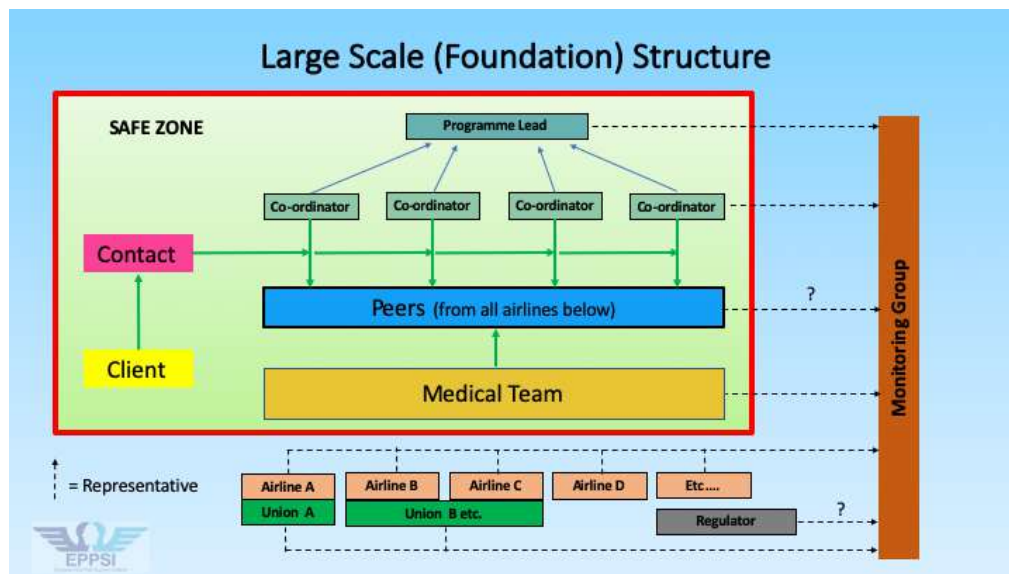 Large Scale (Foundation) Structure
SAFE ZONE
Programme Lead
Co-ordinator Co-ordinator Co-ordinator Co-ordinator
Contact
Peers (from all airlines below)
?
Client
Medical Team
Monitoring Group
= Representative
Airline A Airline B Airline C Airline D Etc....
Union A Union B etc.
Regulator
?
EPPSI